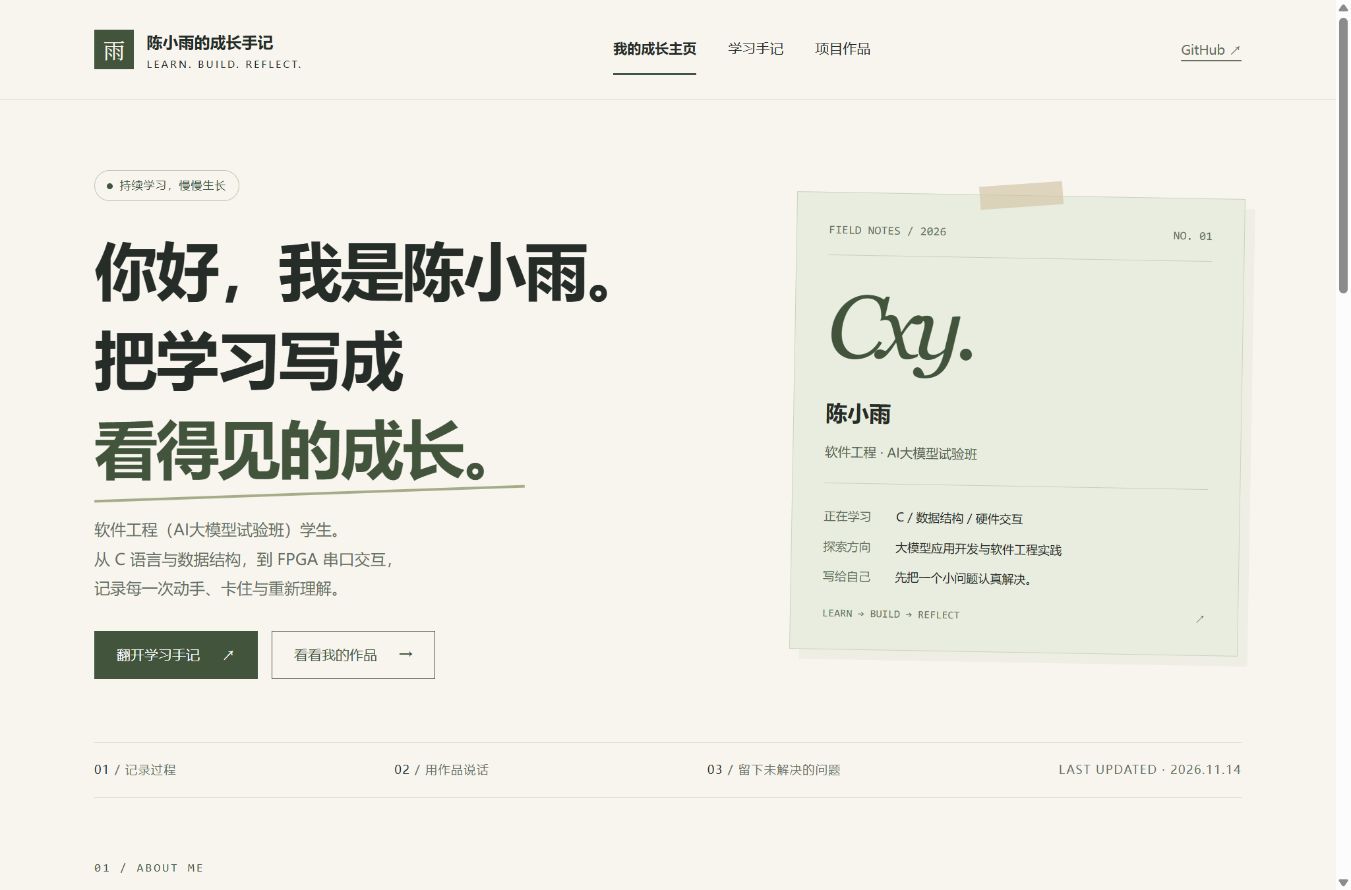 雨
陈小雨的成长手记
LEARN. BUILD. REFLECT.
我的成长主页 学习手记 项目作品
GitHub ↗
持续学习，慢慢生长
你好，我是陈小雨。
把学习写成
看得见的成长。
软件工程（AI大模型试验班）学生。
从 C 语言与数据结构，到 FPGA 串口交互，
记录每一次动手、卡住与重新理解。
翻开学习手记 ↗
看看我的作品 →
FIELD NOTES / 2026 NO. 01
Cxy.
陈小雨
软件工程 · AI大模型试验班
正在学习 C / 数据结构 / 硬件交互
探索方向 大模型应用开发与软件工程实践
写给自己 先把一个小问题认真解决。
LEARN → BUILD → REFLECT ↗
01 / 记录过程 02 / 用作品说话 03 / 留下未解决的问题 LAST UPDATED · 2026.11.14
01 / ABOUT ME